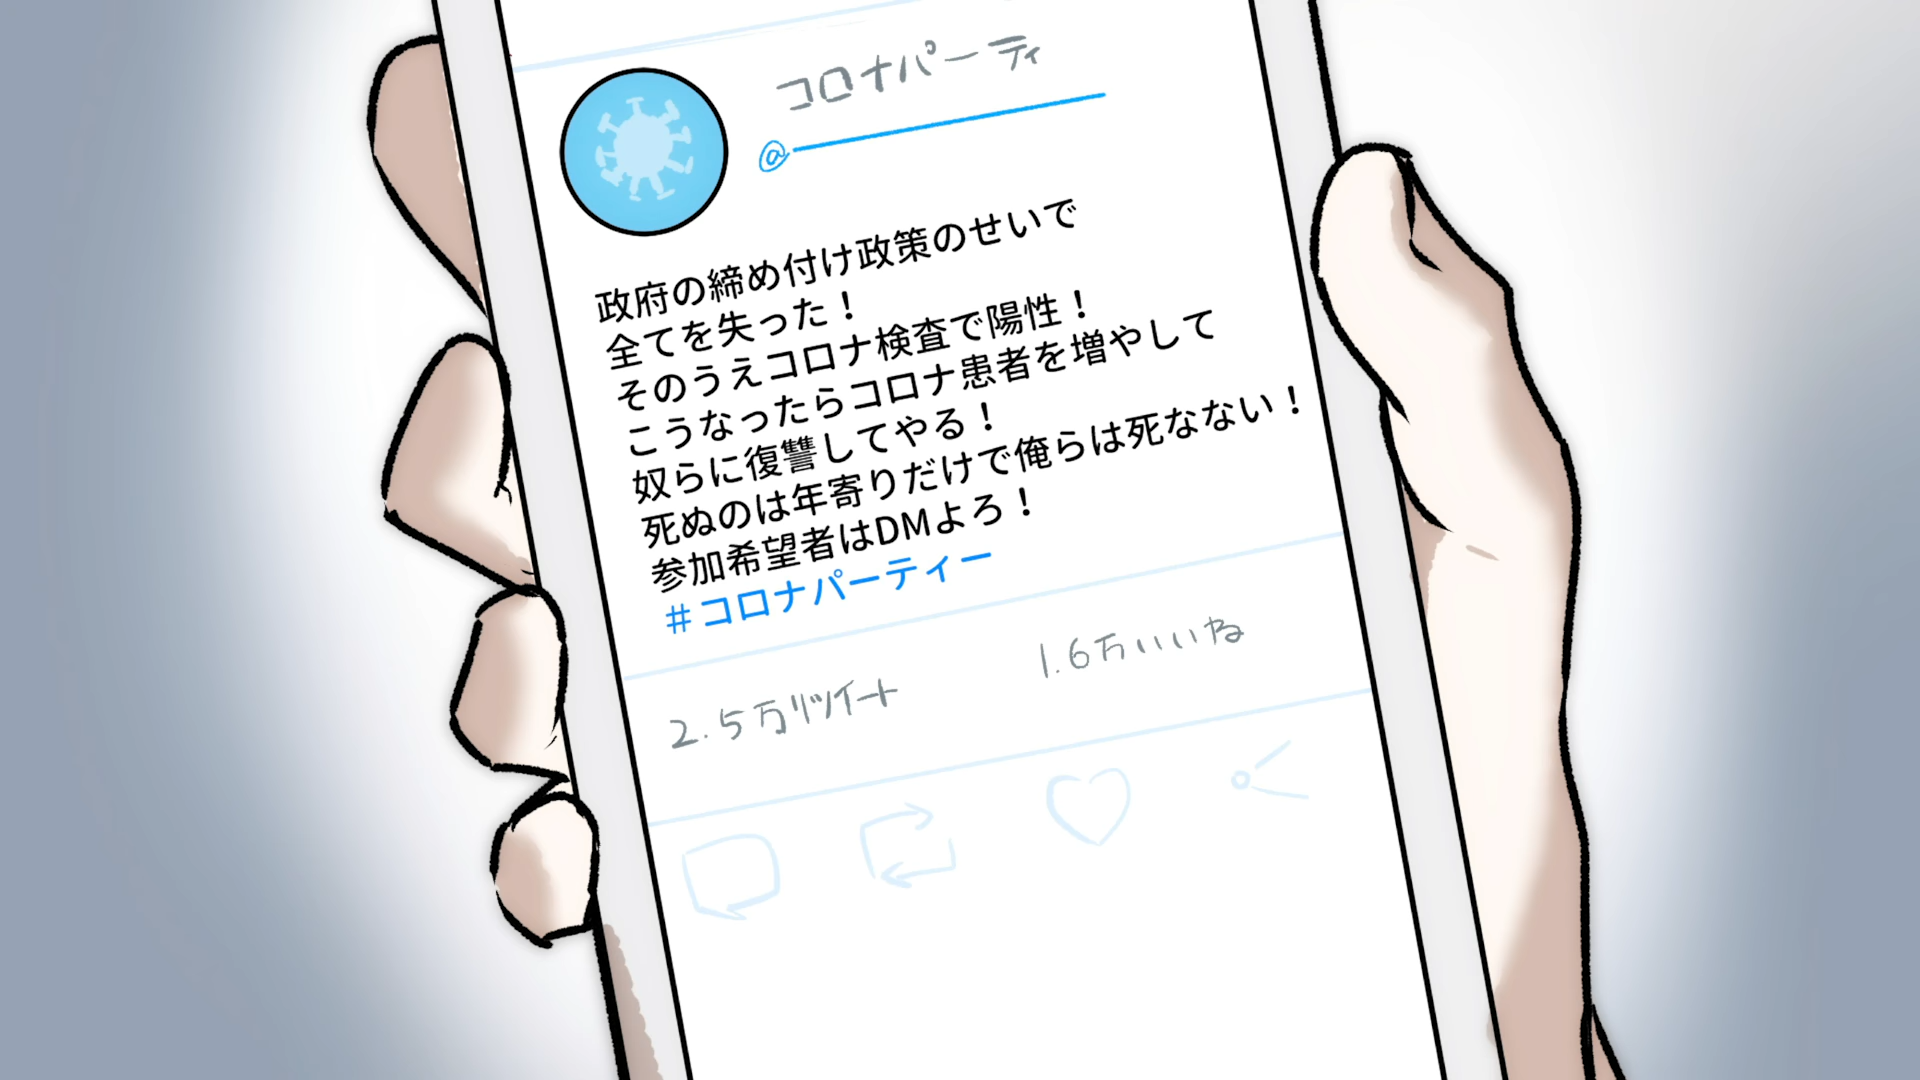 コロナパーティ
@
政府の締め付け政策のせいで
全てを失った！
そのうえコロナ検査で陽性！
こうなったらコロナ患者を増やして
奴らに復讐してやる！
死ぬのは年寄りだけで俺らは死なない！
参加希望者はDMよろ！
#コロナパーティー
2.5万リツイート
1.6万いいね